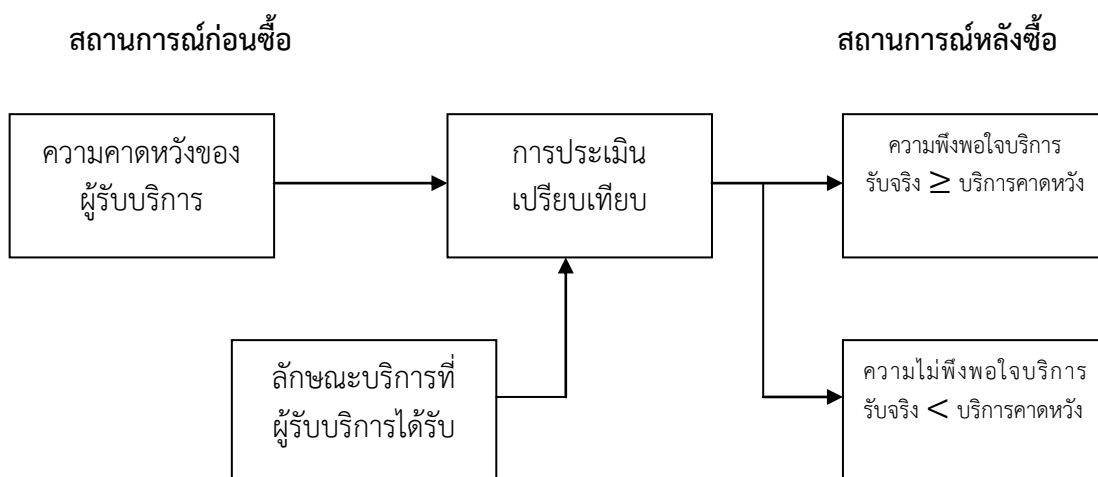 สถานการณ์ก่อนซื้อ
สถานการณ์หลังซื้อ
ความคาดหวังของ
ผู้รับบริการ
การประเมิน
เปรียบเทียบ
ความพึงพอใจบริการ
รับจริง ≥ บริการคาดหวัง
ลักษณะบริการที่
ผู้รับบริการได้รับ
ความไม่พึงพอใจบริการ
รับจริง < บริการคาดหวัง